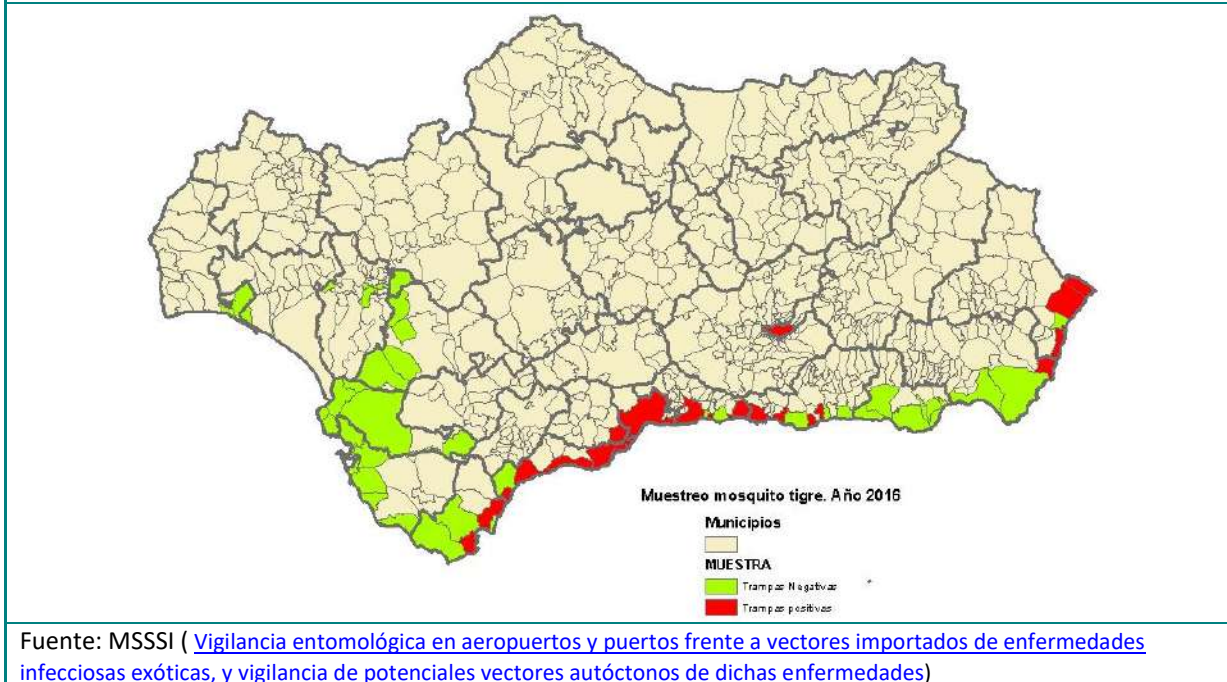 Muestreo mosquito tigre. Año 2016
Municipios
MUESTRA
Trampas Negativas
Trampas positivas
Fuente: MSSSI ( Vigilancia entomológica en aeropuertos y puertos frente a vectores importados de enfermedades
infecciosas exóticas, y vigilancia de potenciales vectores autóctonos de dichas enfermedades)